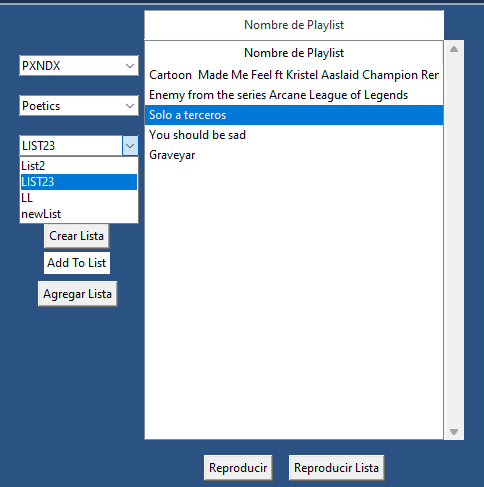 Nombre de Playlist
PXNDX
Poetics
LIST23
List2
LIST23
LL
newList
Crear Lista
Add To List
Agregar Lista
Nombre de Playlist
Cartoon  Made Me Feel ft Kristel Aaslaid Champion Rer
Enemy from the series Arcane League of Legends
Solo a terceros
You should be sad
Graveyar
Reproducir
Reproducir Lista